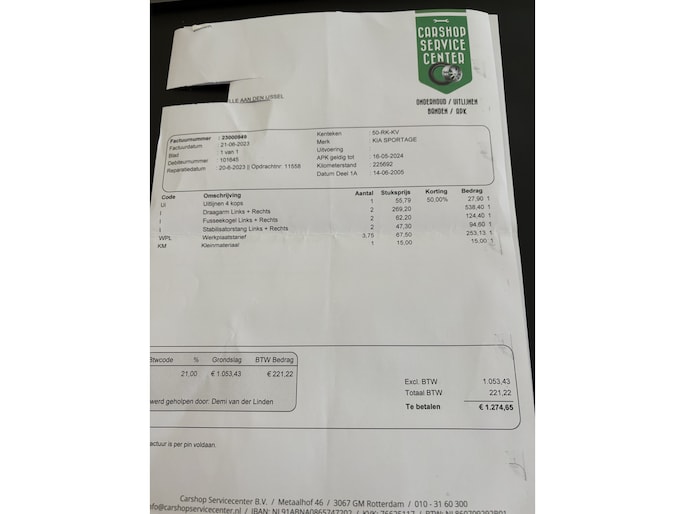 CARSHOP
SERVICE
CENTER
ONDERHOUD / UITLIJNEN
BANDEN / APK
LLE AAN DEN IJSSEL
Factuurnummer : 23000849
Factuurdatum : 21-06-2023
Blad : 1 van 1
Debiteurnummer : 101645
Reparatiedatum : 20-6-2023 || Opdrachtnr: 11558
Kenteken : 50-RK-KV
Merk : KIA SPORTAGE
Uitvoering :
APK geldig tot : 16-05-2024
Kilometerstand : 225692
Datum Deel 1A : 14-06-2005
Code Omschrijving Aantal Stuksprijs Korting Bedrag
UI Uitlijnen 4 kops 1 55,79 50,00% 27,90 1
I Draagarm Links + Rechts 2 269,20 538,40 1
I Fusseekogel Links + Rechts 2 62,20 124,40 1
I Stabilisatorstang Links + Rechts 2 47,30 94,60 1
WPL Werkplaatstarief 3,75 67,50 253,13 1
KM Kleinmateriaal 1 15,00 15,00 1
Btwcode % Grondslag BTW Bedrag
21,00 € 1.053,43 € 221,22
werd geholpen door: Demi van der Linden
Excl. BTW 1.053,43
Totaal BTW 221,22
Te betalen € 1.274,65
actuur is per pin voldaan.
Carshop Servicecenter B.V. / Metaalhof 46 / 3067 GM Rotterdam / 010 - 31 60 300
nfo@carshopservicecenter.nl / IBAN: